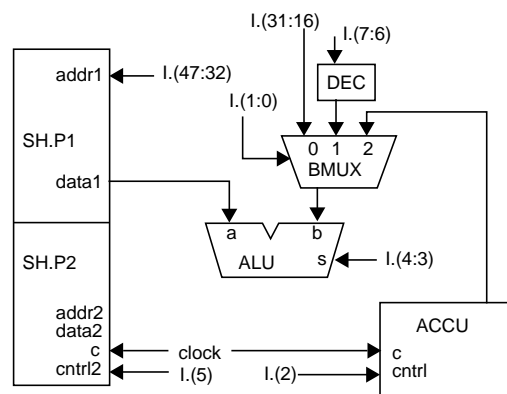 I.(31:16)
I.(7:6)
addr1
I.(47:32)
DEC
I.(1:0)
SH.P1
0 1 2
BMUX
data1
a
b
SH.P2
ALU
s
I.(4:3)
addr2
data2
ACCU
c
clock
c
cntrl2
I.(5)
I.(2)
cntrl